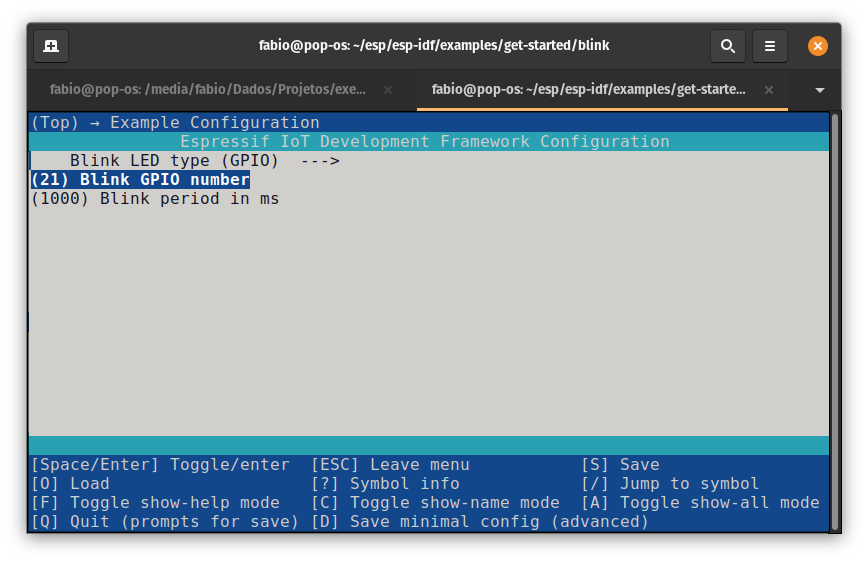 fabio@pop-os: ~/esp/esp-idf/examples/get-started/blink
fabio@pop-os: /media/fabio/Dados/Projetos/exe... × fabio@pop-os: ~/esp/esp-idf/examples/get-starte... ×
(Top) → Example Configuration
Espressif IoT Development Framework Configuration
Blink LED type (GPIO)  --->
(21) Blink GPIO number
(1000) Blink period in ms
[Space/Enter] Toggle/enter  [ESC] Leave menu           [S] Save
[O] Load                    [?] Symbol info            [/] Jump to symbol
[F] Toggle show-help mode   [C] Toggle show-name mode  [A] Toggle show-all mode
[Q] Quit (prompts for save) [D] Save minimal config (advanced)